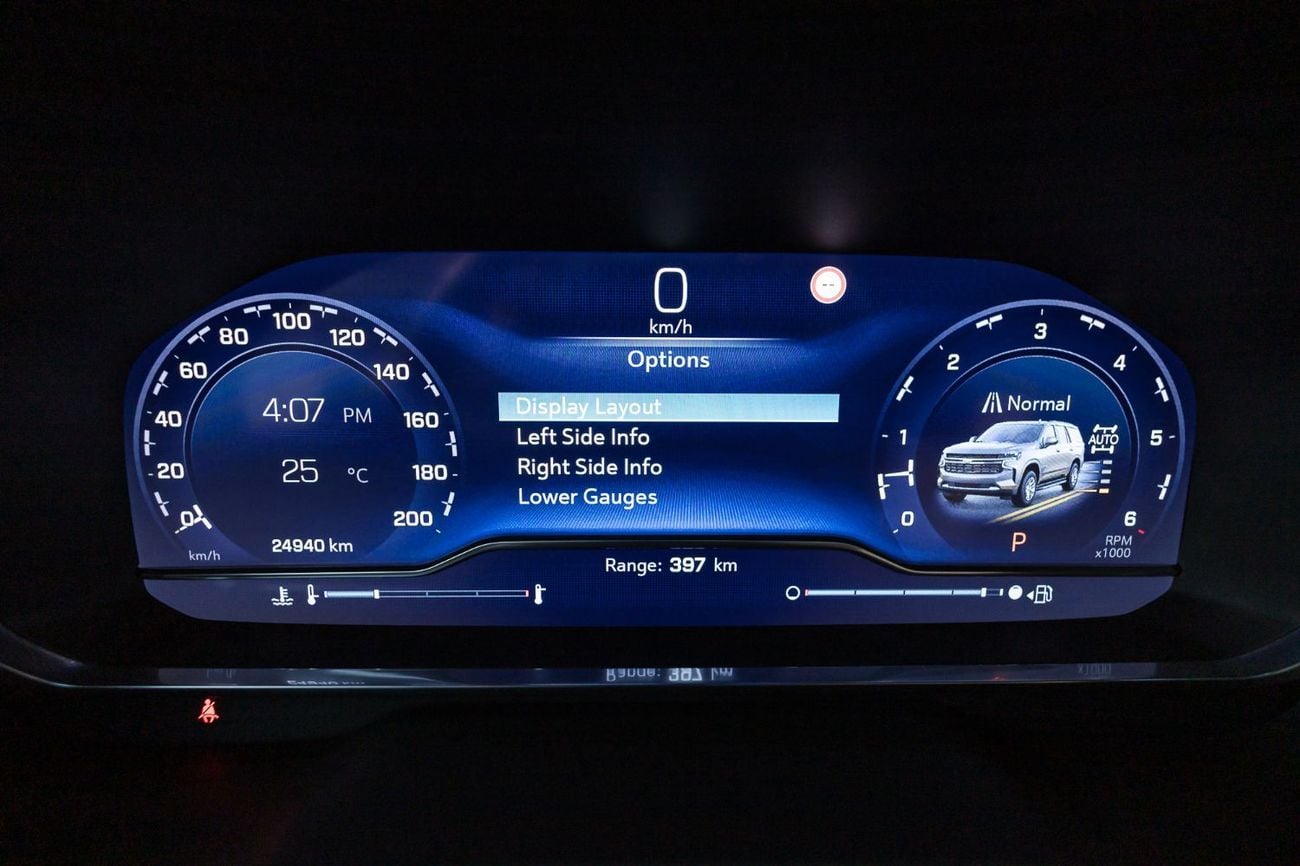 0
--
km/h
Options
Display Layout
Left Side Info
Right Side Info
Lower Gauges
0
20
40
60
80
100
120
140
160
180
200
km/h
4:07 PM
25 °C
24940 km
0
1
2
3
4
5
6
RPM
x1000
Normal
AUTO
P
Range: 397 km